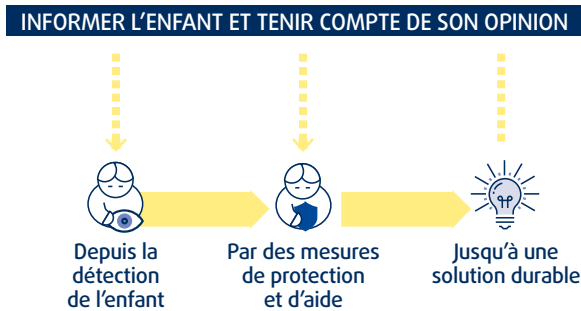 INFORMER L'ENFANT ET TENIR COMPTE DE SON OPINION
Depuis la
détection
de l'enfant
Par des mesures
de protection
et d'aide
Jusqu'à une
solution durable